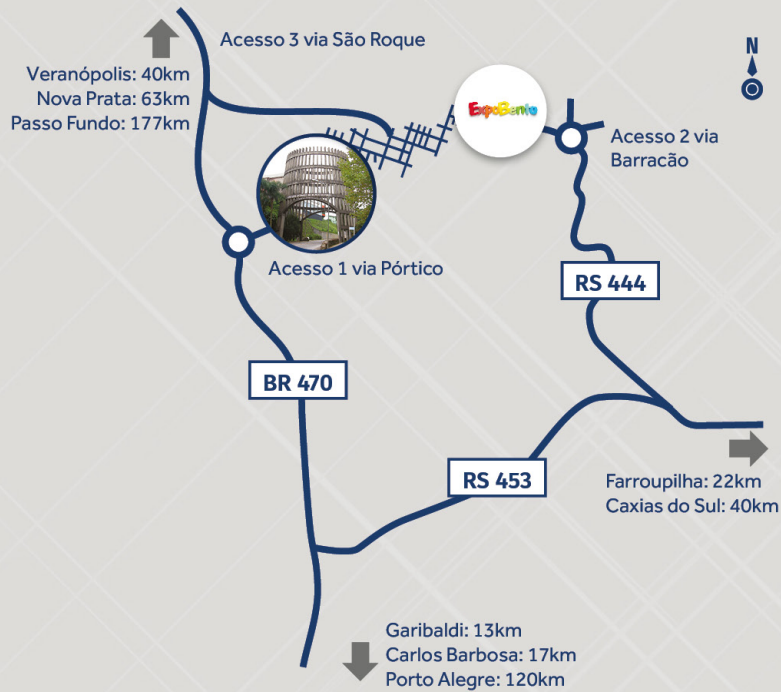 Acesso 3 via São Roque
Veranópolis: 40km
Nova Prata: 63km
Passo Fundo: 177km
N
ExpoBento
Acesso 2 via
Barracão
Acesso 1 via Pórtico
RS 444
BR 470
RS 453
Farroupilha: 22km
Caxias do Sul: 40km
Garibaldi: 13km
Carlos Barbosa: 17km
Porto Alegre: 120km